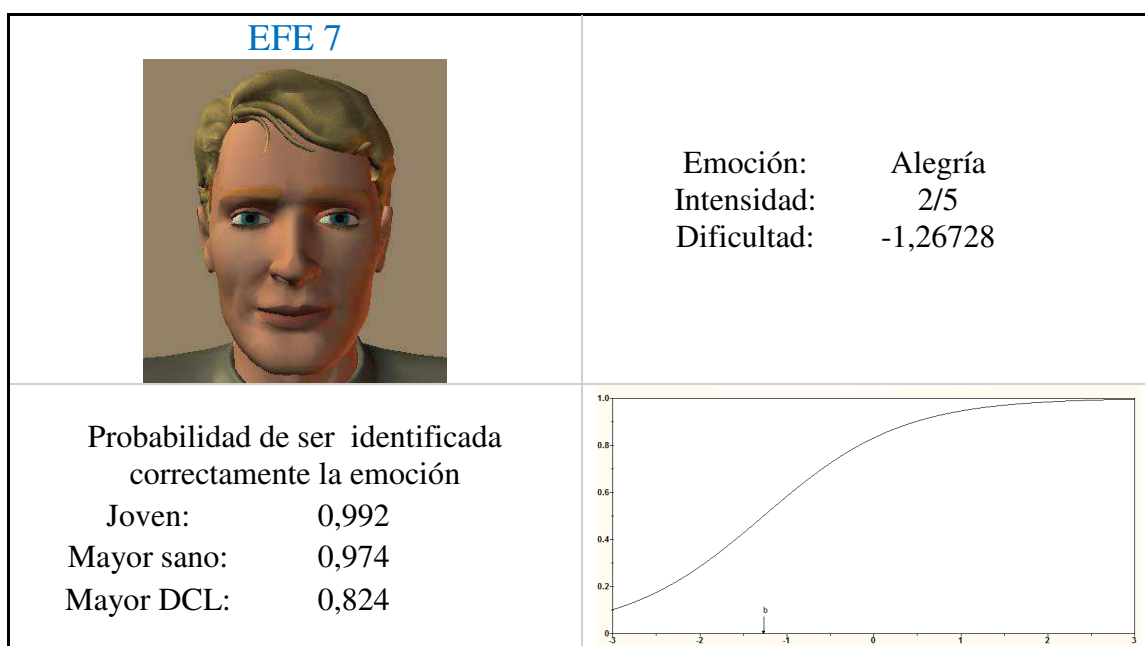 EFE 7
Emoción: Alegría
Intensidad: 2/5
Dificultad: -1,26728
Probabilidad de ser identificada
correctamente la emoción
Joven: 0,992
Mayor sano: 0,974
Mayor DCL: 0,824
1.0
0.8
0.6
0.4
0.2
0
b
-3 -2 -1 0 1 2 3